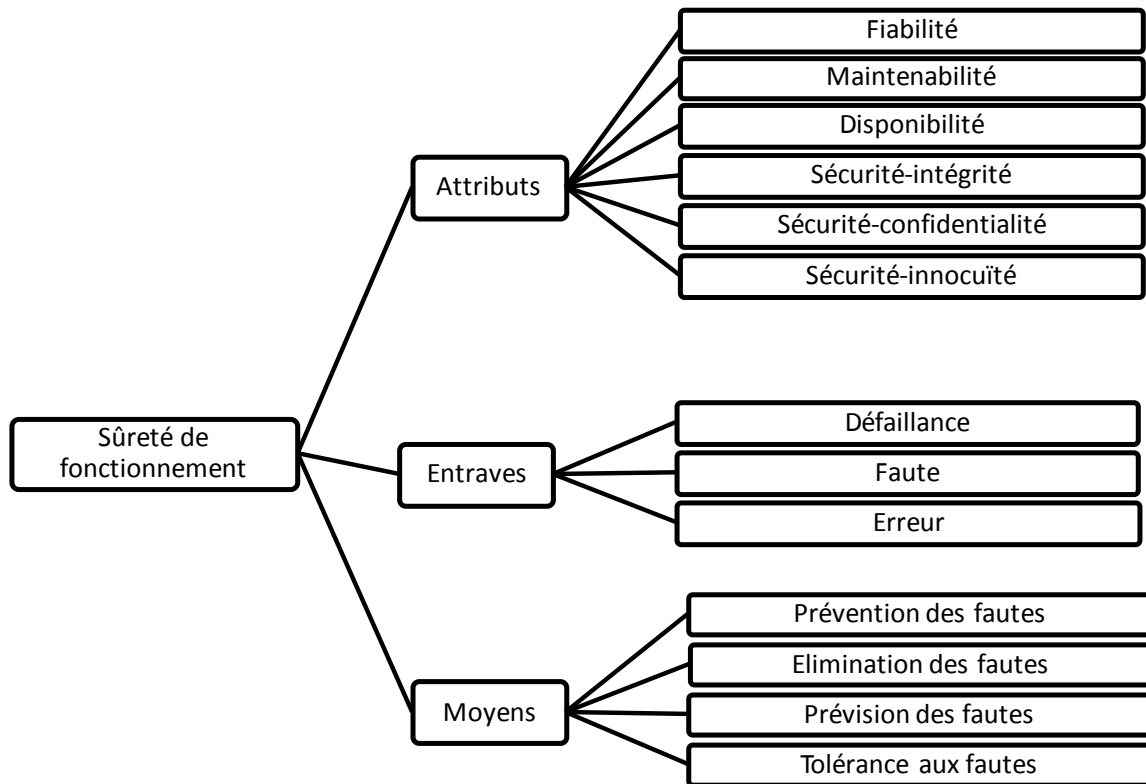 Fiabilité
Maintenabilité
Disponibilité
Attributs
Sécurité-intégrité
Sécurité-confidentialité
Sécurité-innocuïté
Sûreté de
fonctionnement
Entraves
Défaillance
Faute
Erreur
Moyens
Prévention des fautes
Elimination des fautes
Prévision des fautes
Tolérance aux fautes